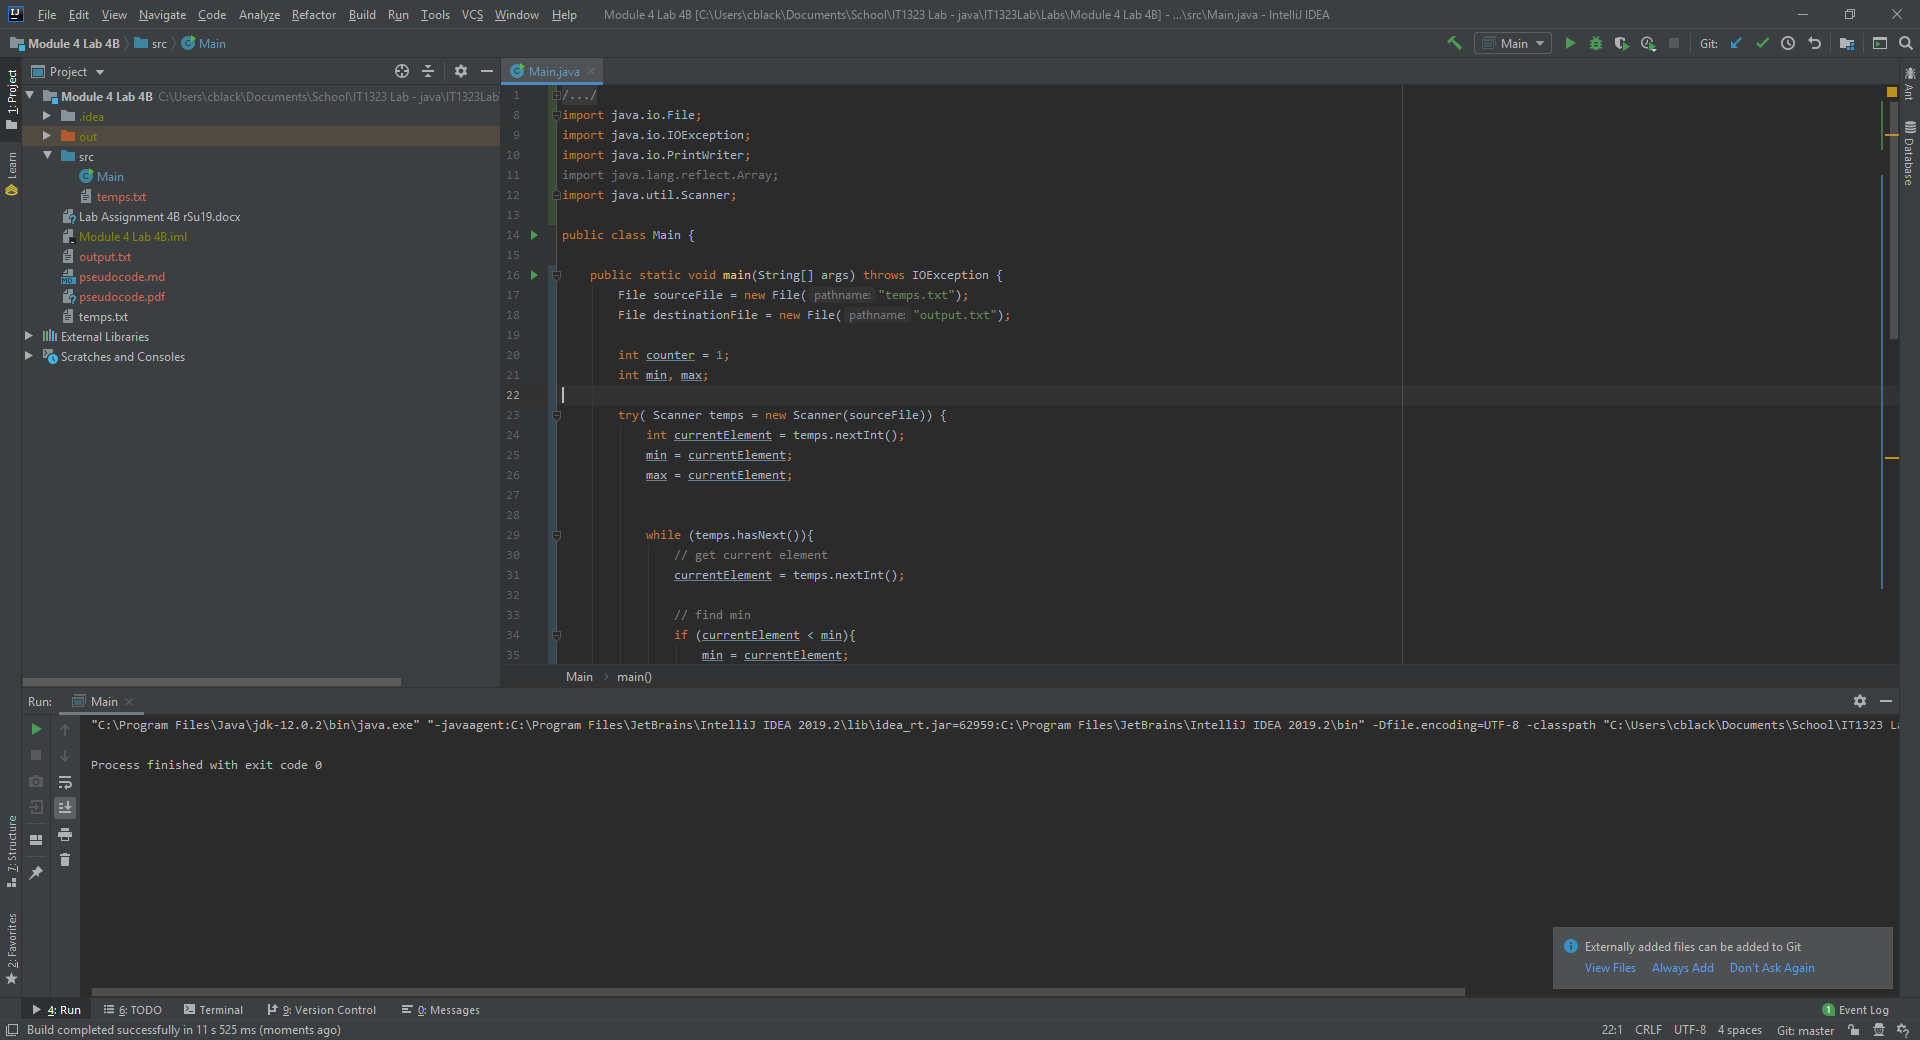 IJ File Edit View Navigate Code Analyze Refactor Build Run Tools VCS Window Help Module 4 Lab 4B [C:\Users\cblack\Documents\School\IT1323 Lab - java\IT1323Lab\Labs\Module 4 Lab 4B] - ...\src\Main.java - IntelliJ IDEA
Module 4 Lab 4B src Main Main Git:
1: Project
Learn
7: Structure
2: Favorites
Project
Module 4 Lab 4B C:\Users\cblack\Documents\School\IT1323 Lab - java\IT1323Lab
.idea
out
src
Main
temps.txt
Lab Assignment 4B rSu19.docx
Module 4 Lab 4B.iml
output.txt
pseudocode.md
pseudocode.pdf
temps.txt
External Libraries
Scratches and Consoles
Main.java
1 /.../
8 import java.io.File;
9 import java.io.IOException;
10 import java.io.PrintWriter;
11 import java.lang.reflect.Array;
12 import java.util.Scanner;
13
14 public class Main {
15
16 public static void main(String[] args) throws IOException {
17 File sourceFile = new File( pathname: "temps.txt");
18 File destinationFile = new File( pathname: "output.txt");
19
20 int counter = 1;
21 int min, max;
22
23 try( Scanner temps = new Scanner(sourceFile)) {
24 int currentElement = temps.nextInt();
25 min = currentElement;
26 max = currentElement;
27
28
29 while (temps.hasNext()){
30 // get current element
31 currentElement = temps.nextInt();
32
33 // find min
34 if (currentElement < min){
35 min = currentElement;
Main main()
Ant
Database
Run: Main
"C:\Program Files\Java\jdk-12.0.2\bin\java.exe" "-javaagent:C:\Program Files\JetBrains\IntelliJ IDEA 2019.2\lib\idea_rt.jar=62959:C:\Program Files\JetBrains\IntelliJ IDEA 2019.2\bin" -Dfile.encoding=UTF-8 -classpath "C:\Users\cblack\Documents\School\IT1323 La
Process finished with exit code 0
Externally added files can be added to Git
View Files Always Add Don't Ask Again
4: Run 6: TODO Terminal 9: Version Control 0: Messages 1 Event Log
Build completed successfully in 11 s 525 ms (moments ago) 22:1 CRLF UTF-8 4 spaces Git: master